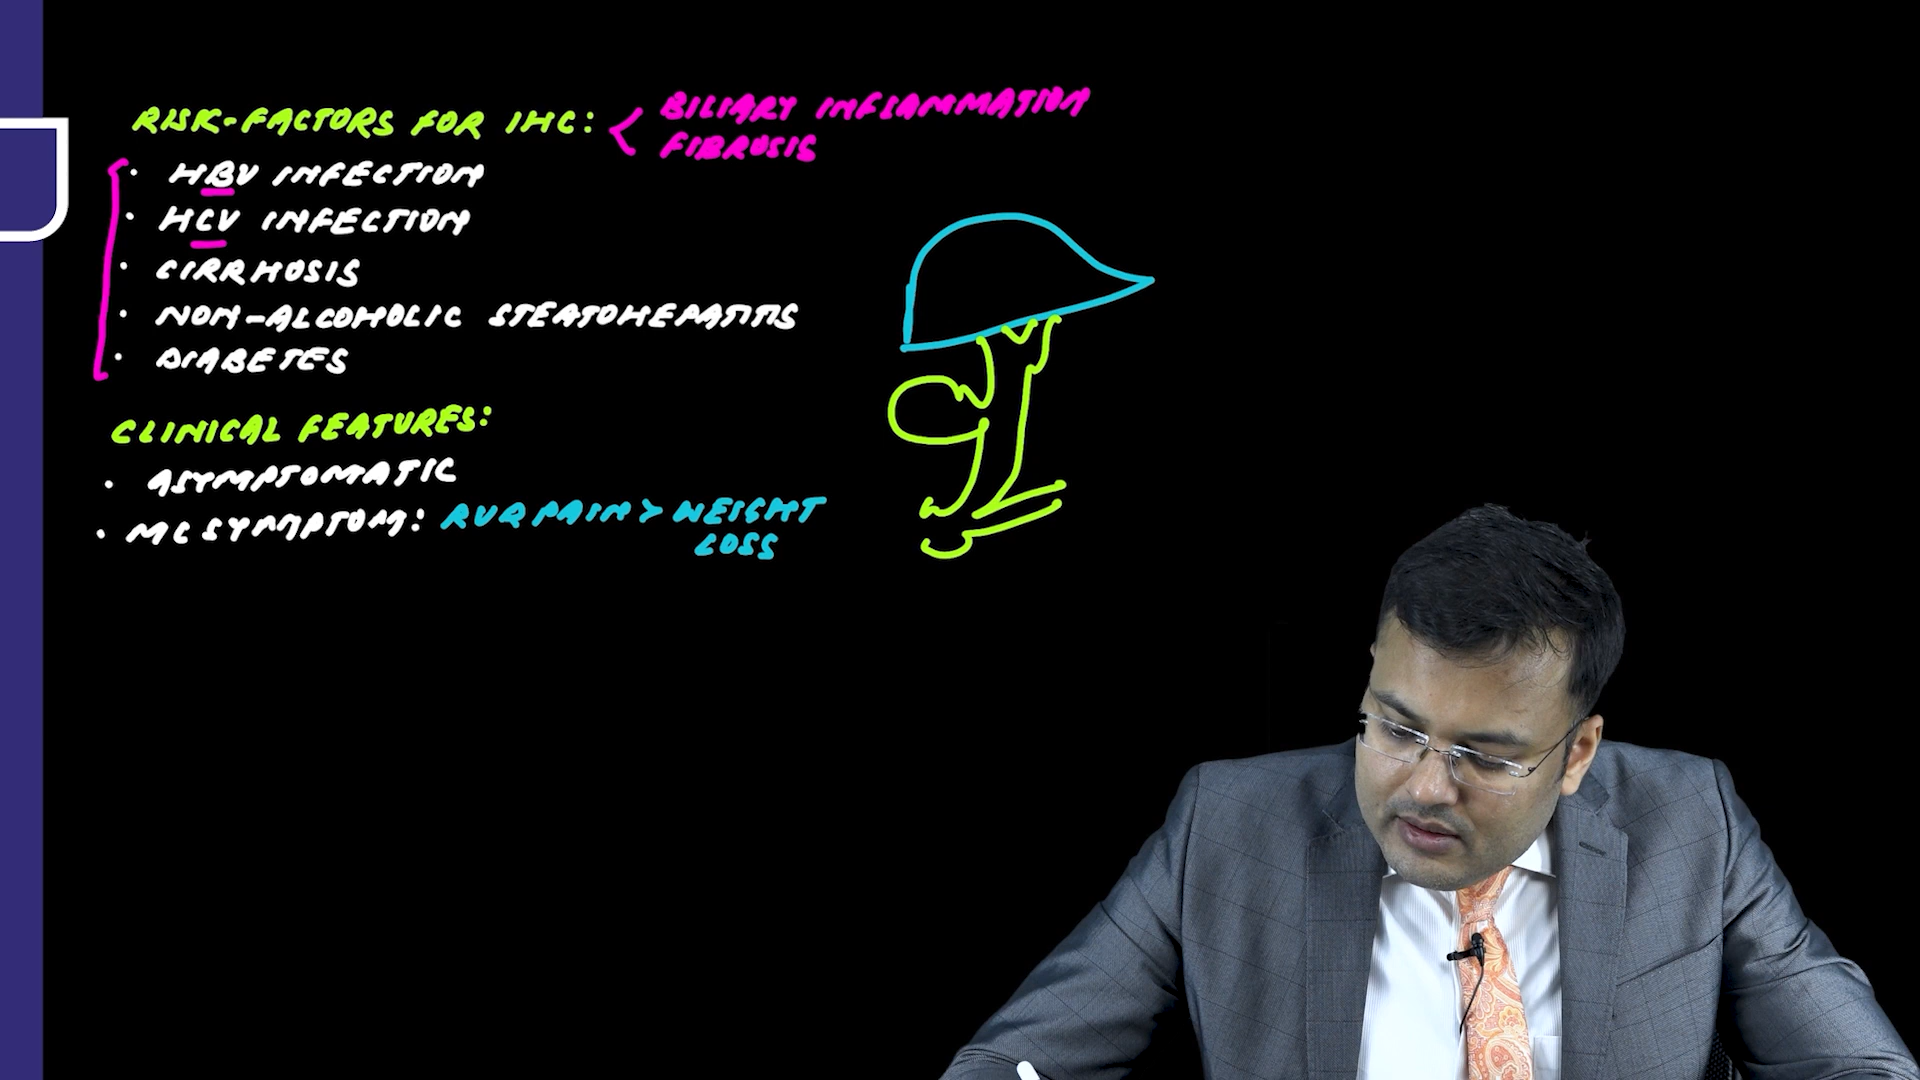 RISK-FACTORS FOR IHC: < BILIARY INFLAMMATION
FIBROSIS
· HBV INFECTION
· HCV INFECTION
· CIRRHOSIS
· NON-ALCOHOLIC STEATOHEPATITIS
· DIABETES
CLINICAL FEATURES:
· ASYMPTOMATIC
· MC SYMPTOM: RUQ PAIN > WEIGHT
LOSS